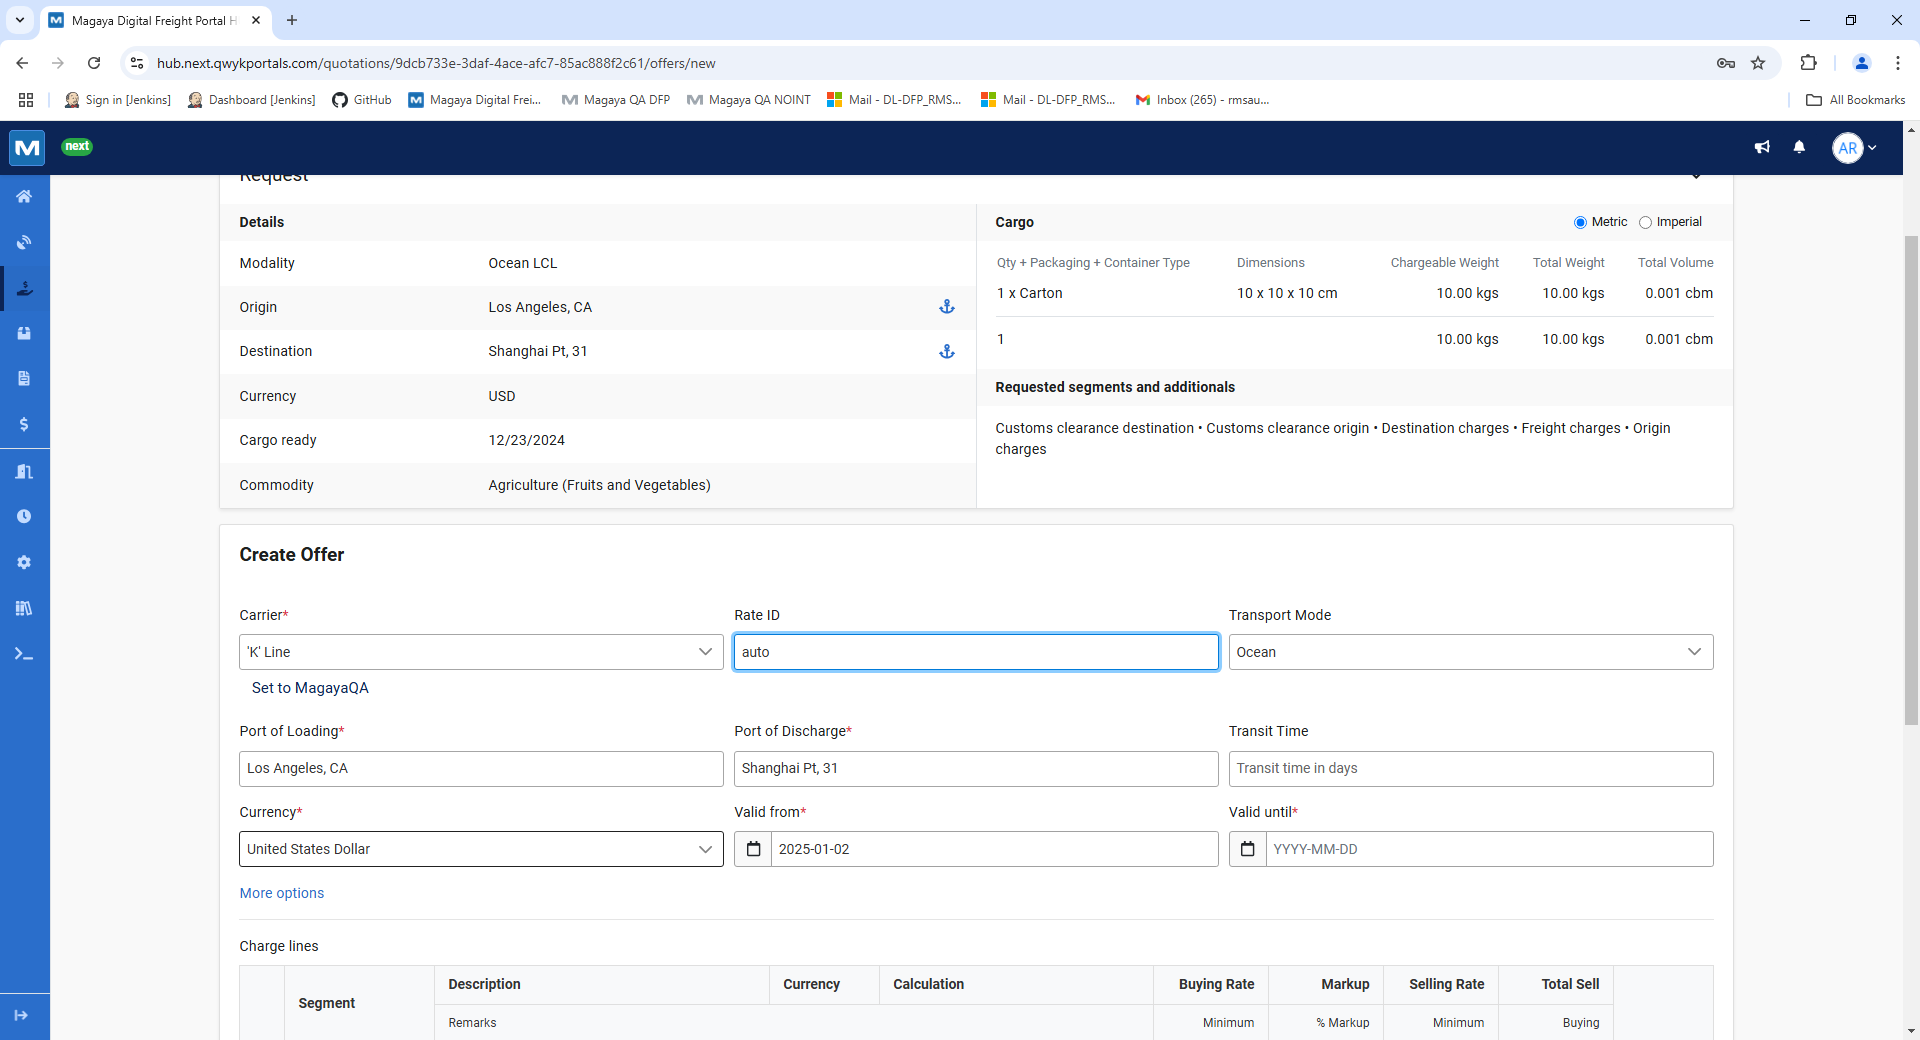 Magaya Digital Freight Portal H
hub.next.qwykportals.com/quotations/9dcb733e-3daf-4ace-afc7-85ac888f2c61/offers/new
Sign in [Jenkins]
Dashboard [Jenkins]
GitHub
Magaya Digital Frei...
Magaya QA DFP
Magaya QA NOINT
Mail - DL-DFP_RMS...
Mail - DL-DFP_RMS...
Inbox (265) - rmsau...
All Bookmarks
next
AR
Request
Details
Cargo
Metric
Imperial
Modality
Ocean LCL
Qty + Packaging + Container Type
Dimensions
Chargeable Weight
Total Weight
Total Volume
1 x Carton
10 x 10 x 10 cm
10.00 kgs
10.00 kgs
0.001 cbm
Origin
Los Angeles, CA
1
10.00 kgs
10.00 kgs
0.001 cbm
Destination
Shanghai Pt, 31
Requested segments and additionals
Currency
USD
Customs clearance destination • Customs clearance origin • Destination charges • Freight charges • Origin
charges
Cargo ready
12/23/2024
Commodity
Agriculture (Fruits and Vegetables)
Create Offer
Carrier*
Rate ID
Transport Mode
'K' Line
auto
Ocean
Set to MagayaQA
Port of Loading*
Port of Discharge*
Transit Time
Los Angeles, CA
Shanghai Pt, 31
Transit time in days
Currency*
Valid from*
Valid until*
United States Dollar
2025-01-02
YYYY-MM-DD
More options
Charge lines
Segment
Description
Currency
Calculation
Buying Rate
Markup
Selling Rate
Total Sell
Remarks
Minimum
% Markup
Minimum
Buying